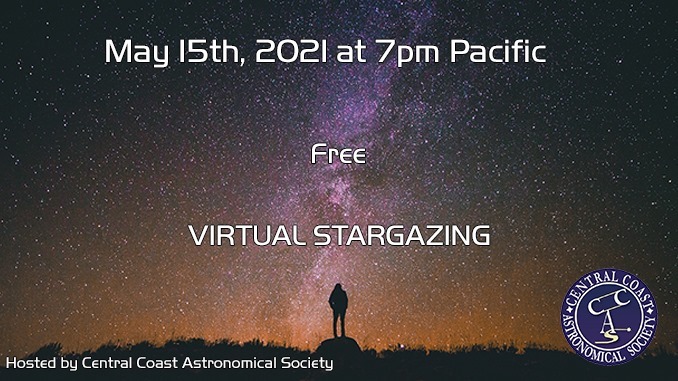 May 15th, 2021 at 7pm Pacific
Free
VIRTUAL STARGAZING
CENTRAL COAST
ASTRONOMICAL SOCIETY
CCAS
Hosted by Central Coast Astronomical Society